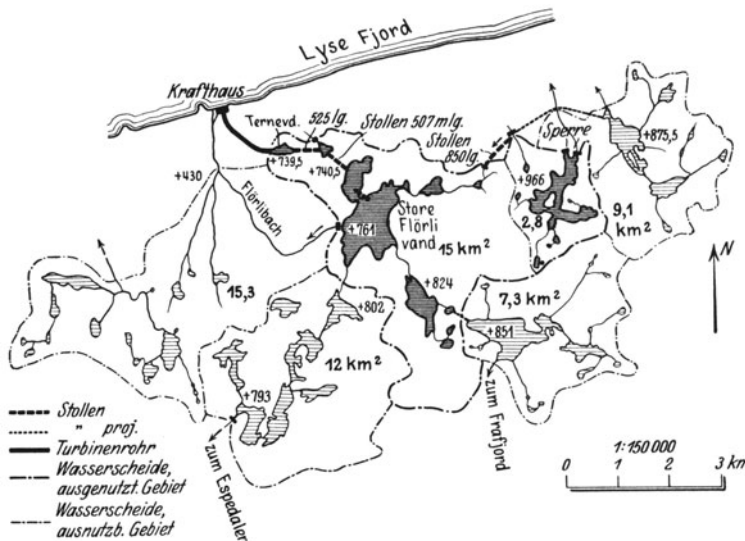 Lyse Fjord
Krafthaus
Ternevd.
525 lg.
Stollen 507 m lg.
Stollen
850 lg.
Sperre
+875,5
+739,5
+740,5
+430
Flörlibach
+966
2,8
9,1
km²
Store
Flörli
vand
+761
15 km²
+824
7,3 km²
N
15,3
+802
+851
12 km²
+793
zum Frafjord
zum Espedalen
Stollen
" proj.
Turbinenrohr
Wasserscheide,
ausgenutzt. Gebiet
Wasserscheide,
ausnutzb. Gebiet
1:150 000
0 1 2 3 km